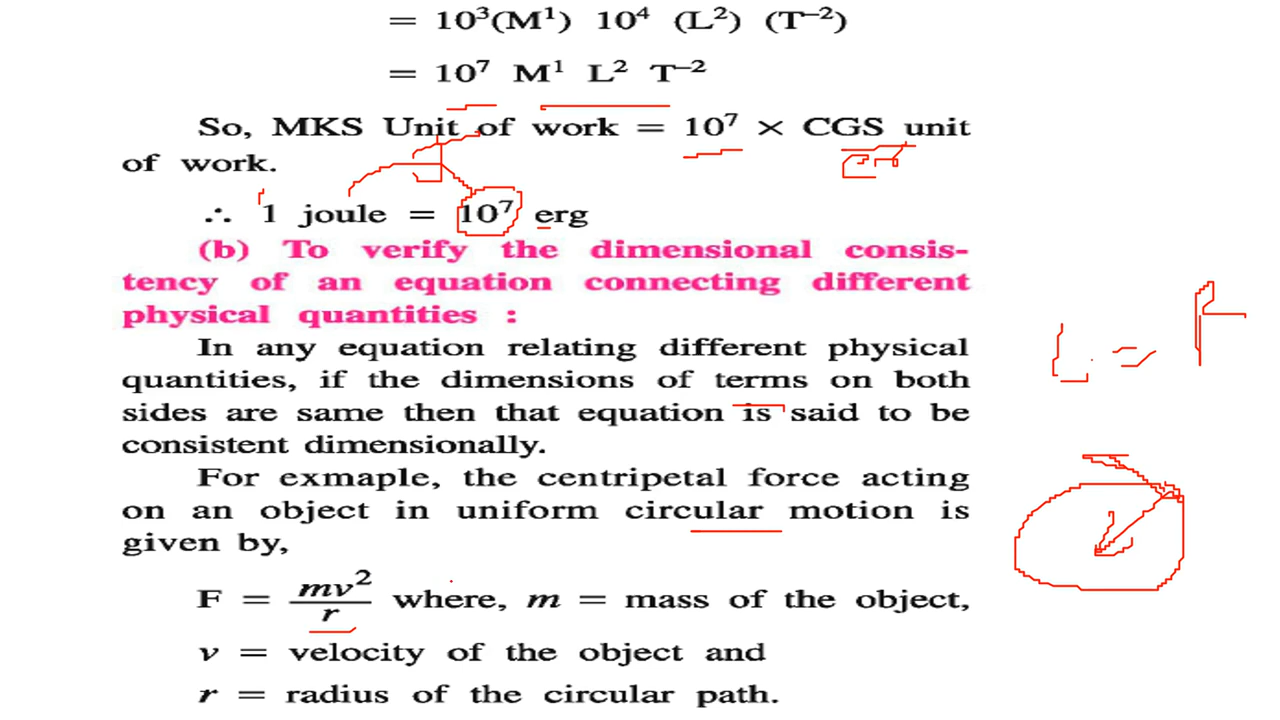 = 10³(M¹) 10⁴ (L²) (T⁻²)
= 10⁷ M¹ L² T⁻²
So, MKS Unit of work = 10⁷ × CGS unit
of work.
∴ 1 joule = 10⁷ erg
(b) To verify the dimensional consis-
tency of an equation connecting different
physical quantities :
In any equation relating different physical
quantities, if the dimensions of terms on both
sides are same then that equation is said to be
consistent dimensionally.
For exmaple, the centripetal force acting
on an object in uniform circular motion is
given by,
F = mv²/r where, m = mass of the object,
v = velocity of the object and
r = radius of the circular path.